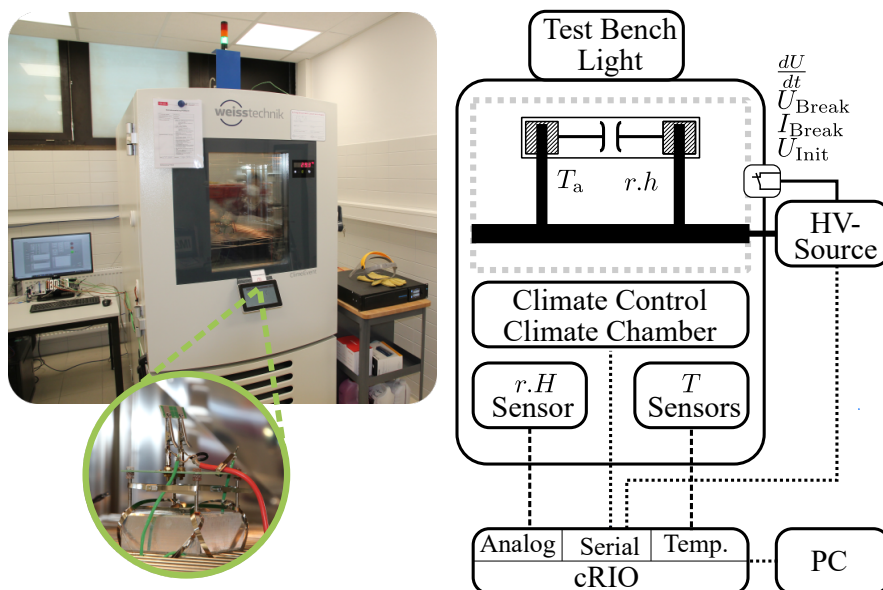 weisstechnik
Test Bench
Light
dU
dt
U_Break
I_Break
U_Init
T_a
r.h
HV-
Source
Climate Control
Climate Chamber
r.H
Sensor
T
Sensors
Analog
Serial
Temp.
cRIO
PC